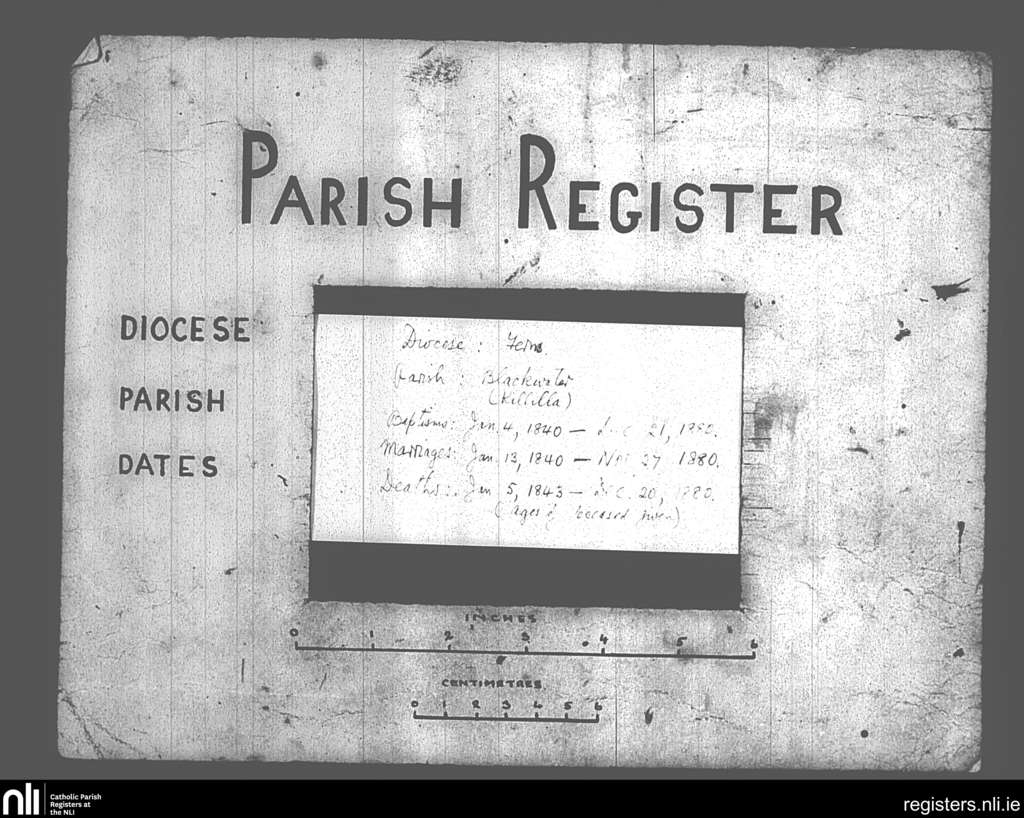 PARISH REGISTER
DIOCESE
PARISH
DATES
Diocese : Ferns.
Parish : Blackwater
(Killilla)
Baptisms: Jan. 4, 1840 — Dec 21, 1880.
Marriages: Jan. 13, 1840 — Nov 27 1880.
Deaths: Jan 5, 1843 — Dec. 20, 1880.
(ages of deceased given)
INCHES
0 1 2 3 4 5 6
CENTIMETRES
0 1 2 3 4 5 6
nli
Catholic Parish
Registers at
the NLI
registers.nli.ie